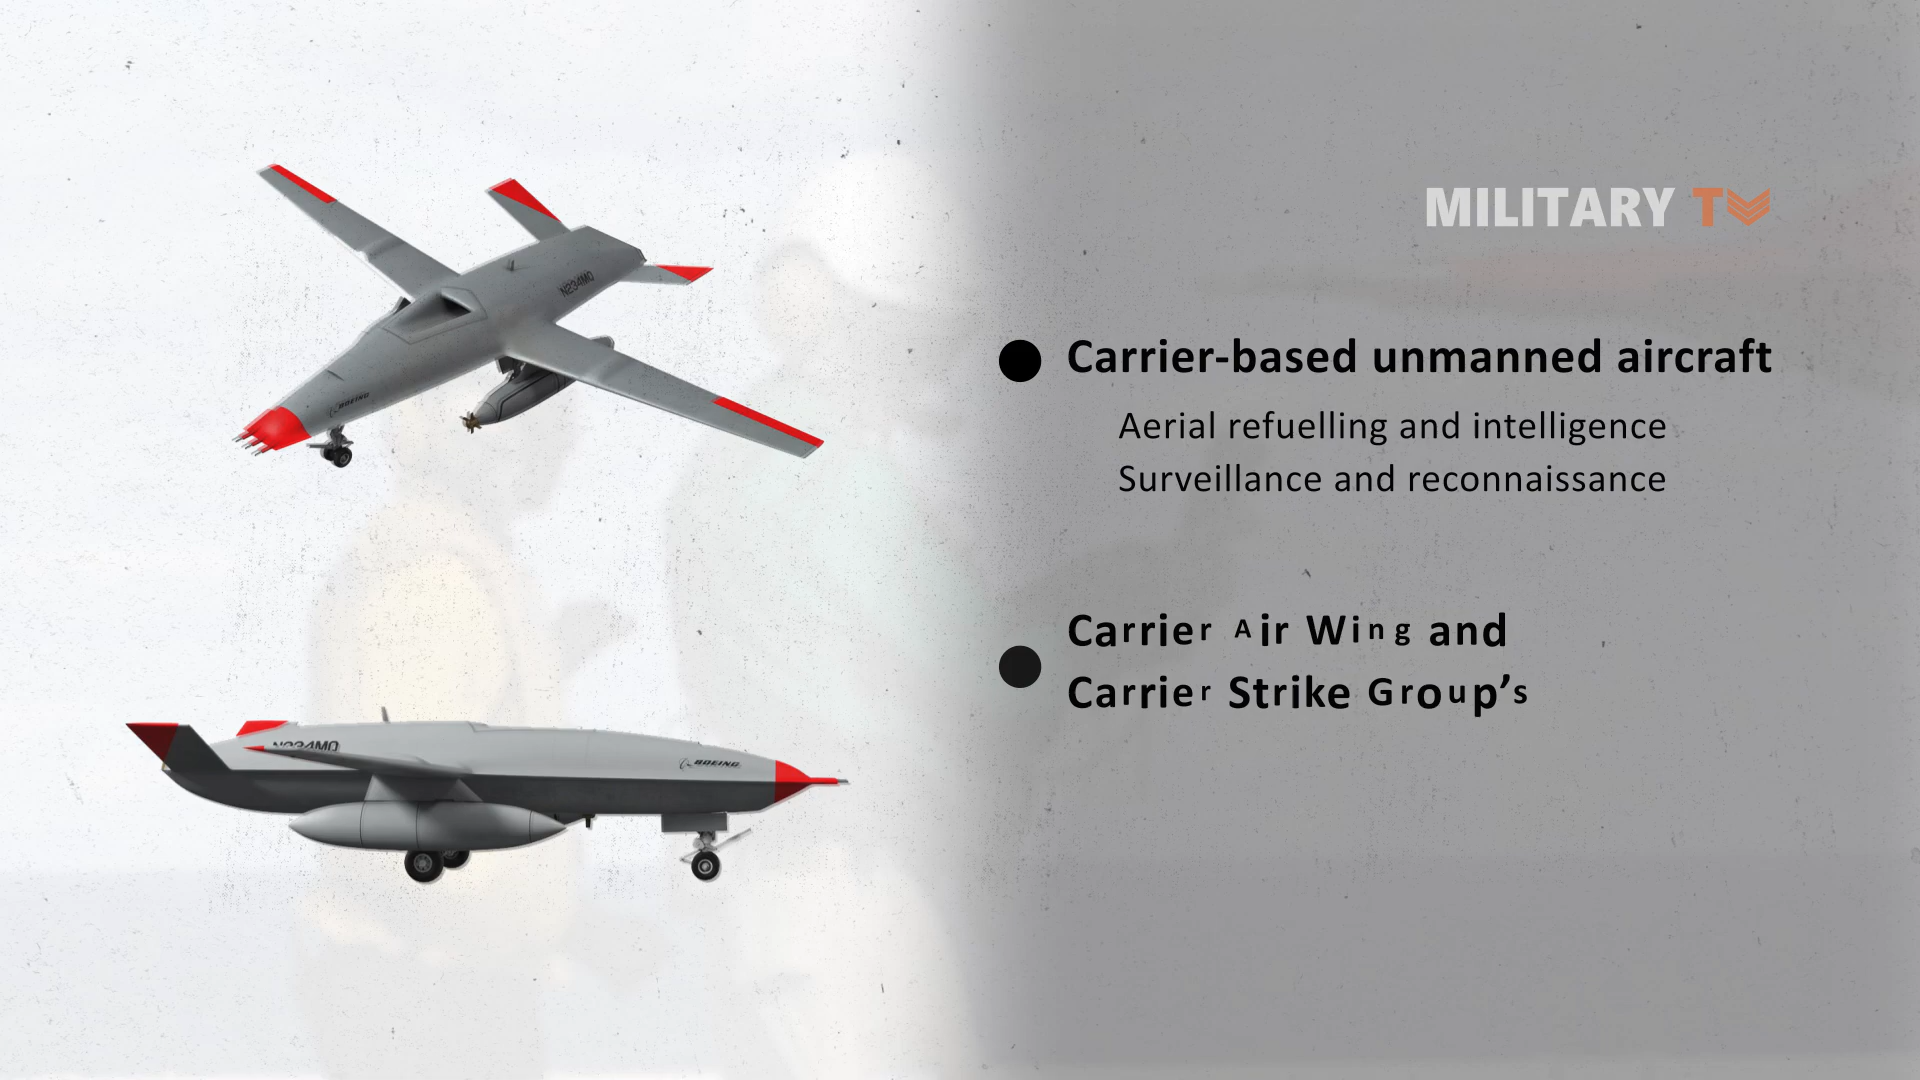 MILITARY TV
N234MQ
BOEING
Carrier-based unmanned aircraft
Aerial refuelling and intelligence
Surveillance and reconnaissance
Carrier Air Wing and
Carrier Strike Group’s
N234MQ
BOEING